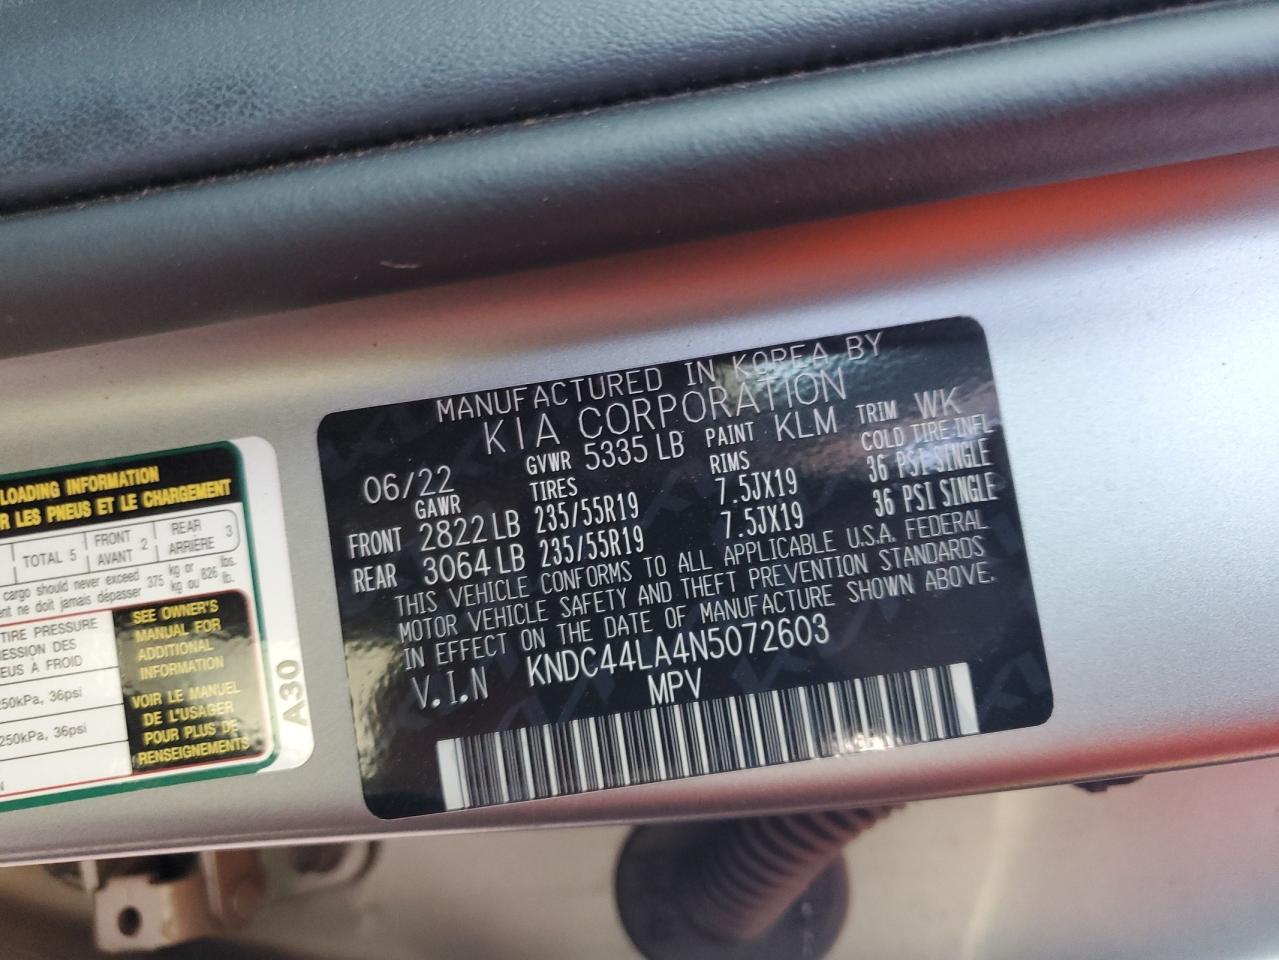 LOADING INFORMATION
R LES PNEUS ET LE CHARGEMENT
TOTAL 5 FRONT AVANT 2 REAR ARRIÈRE 3
cargo should never exceed 375 kg or 826 lbs.
ent ne doit jamais dépasser kg ou lb.
TIRE PRESSURE
ESSION DES
EUS À FROID
250kPa, 36psi
250kPa, 36psi
SEE OWNER'S
MANUAL FOR
ADDITIONAL
INFORMATION
VOIR LE MANUEL
DE L'USAGER
POUR PLUS DE
RENSEIGNEMENTS
A30
MANUFACTURED IN KOREA BY
KIA CORPORATION
06/22 GVWR 5335 LB PAINT KLM TRIM WK
GAWR TIRES RIMS COLD TIRE INFL
FRONT 2822 LB 235/55R19 7.5JX19 36 PSI SINGLE
REAR 3064 LB 235/55R19 7.5JX19 36 PSI SINGLE
THIS VEHICLE CONFORMS TO ALL APPLICABLE U.S.A. FEDERAL
MOTOR VEHICLE SAFETY AND THEFT PREVENTION STANDARDS
IN EFFECT ON THE DATE OF MANUFACTURE SHOWN ABOVE.
V.I.N KNDC44LA4N5072603
MPV